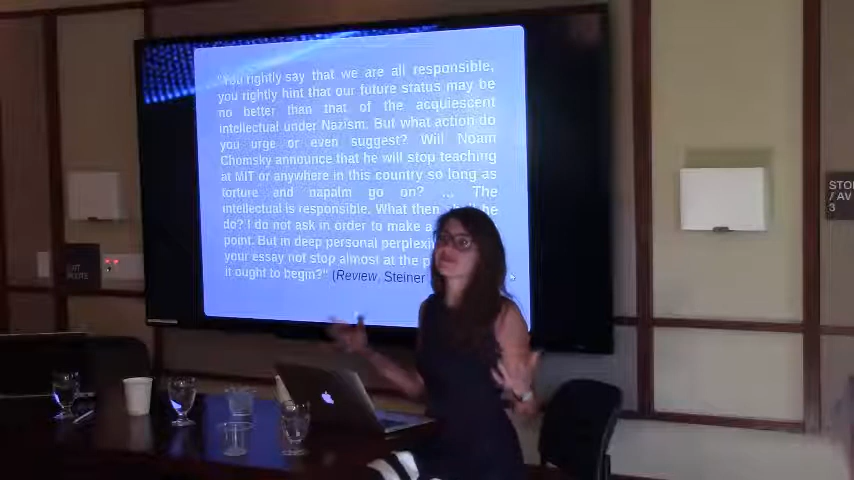 "You rightly say that we are all responsible,
you rightly hint that our future status may be
no better than that of the acquiescent
intellectual under Nazism. But what action do
you urge or even suggest? Will Noam
Chomsky announce that he will stop teaching
at MIT or anywhere in this country so long as
torture and napalm go on? ... The
intellectual is responsible. What then shall he
do? I do not ask in order to make a
point. But in deep personal perplexi
your essay not stop almost at the p
it ought to begin?" (Review, Steiner
EXIT
ROUTE
STO
/ AV
3